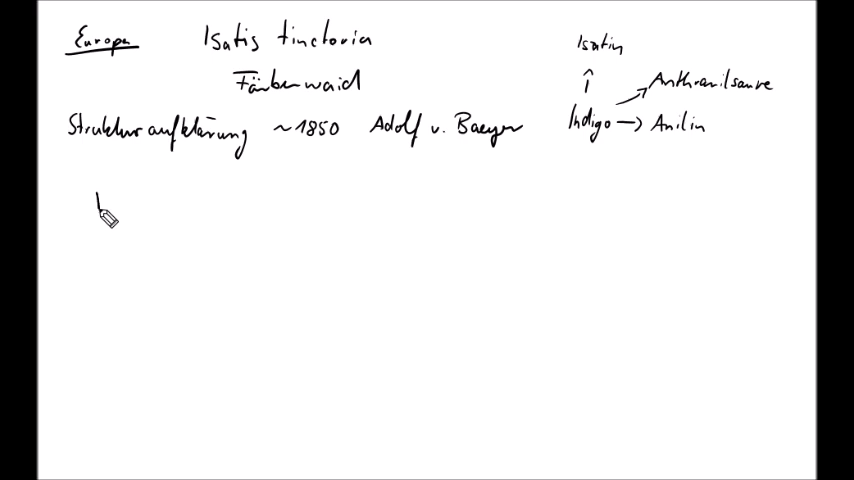 Europa Isatis tinctoria Isatin
↑
Färberwaid Anthranilsäure
Strukturaufklärung ~1850 Adolf v. Baeyer Indigo → Anilin